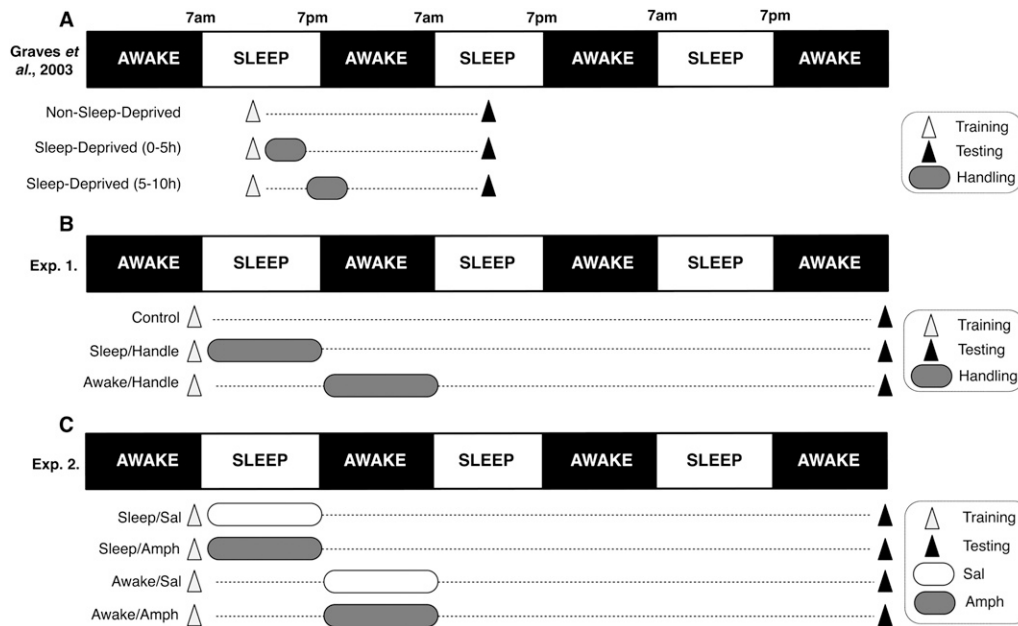 A
7am 7pm 7am 7pm 7am 7pm
Graves et
al., 2003
AWAKE SLEEP AWAKE SLEEP AWAKE SLEEP AWAKE
Non-Sleep-Deprived
Sleep-Deprived (0-5h)
Sleep-Deprived (5-10h)
Training
Testing
Handling
B
Exp. 1.
AWAKE SLEEP AWAKE SLEEP AWAKE SLEEP AWAKE
Control
Sleep/Handle
Awake/Handle
Training
Testing
Handling
C
Exp. 2.
AWAKE SLEEP AWAKE SLEEP AWAKE SLEEP AWAKE
Sleep/Sal
Sleep/Amph
Awake/Sal
Awake/Amph
Training
Testing
Sal
Amph